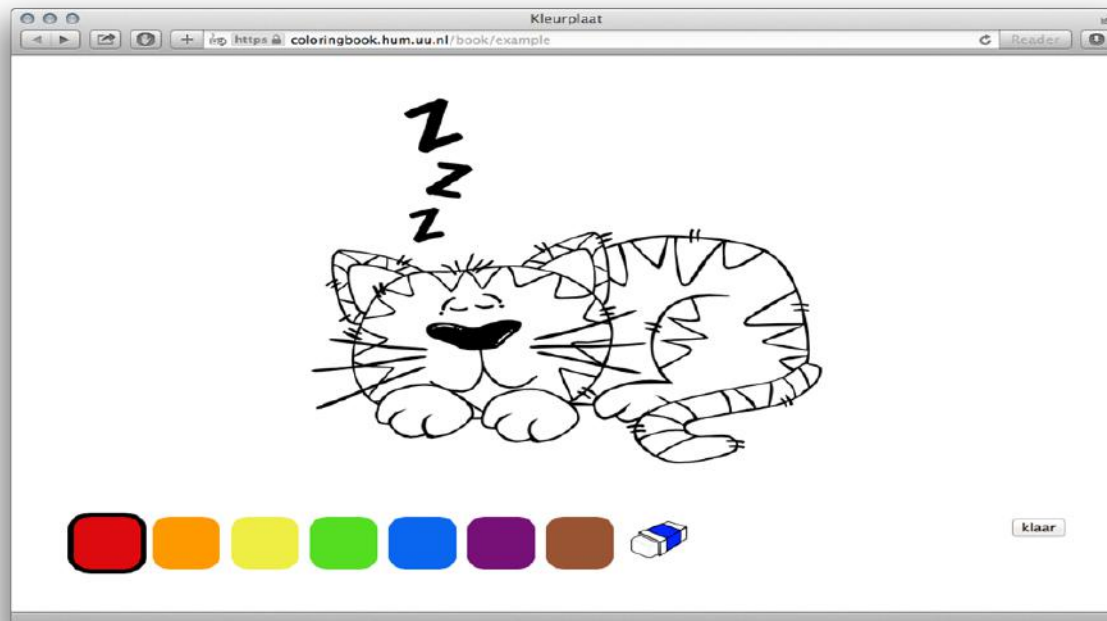 Kleurplaat
https coloringbook.hum.uu.nl/book/example
Reader
Z
Z
Z
klaar